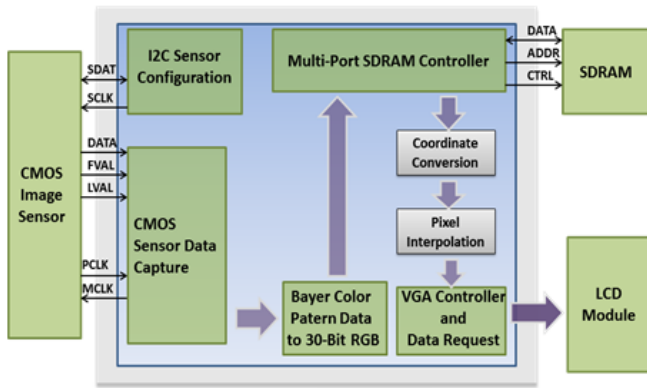 I2C Sensor
Configuration
Multi-Port SDRAM Controller
DATA
ADDR
CTRL
SDRAM
SDAT
SCLK
DATA
FVAL
LVAL
CMOS
Image
Sensor
PCLK
MCLK
CMOS
Sensor Data
Capture
Coordinate
Conversion
Pixel
Interpolation
Bayer Color
Patern Data
to 30-Bit RGB
VGA Controller
and
Data Request
LCD
Module